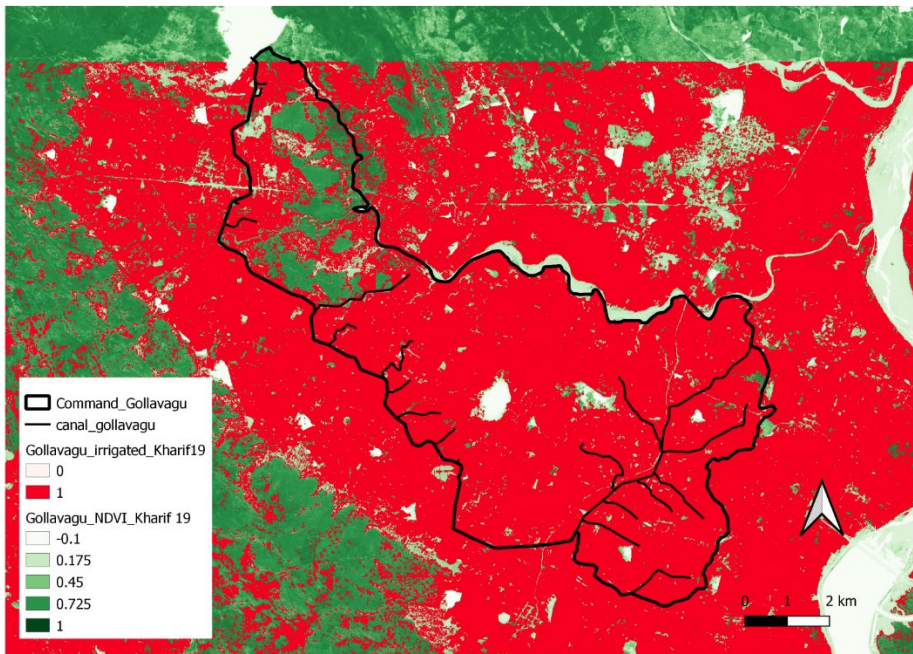 Command_Gollavagu
canal_gollavagu
Gollavagu_irrigated_Kharif19
0
1
Gollavagu_NDVI_Kharif 19
-0.1
0.175
0.45
0.725
1
0 1 2 km